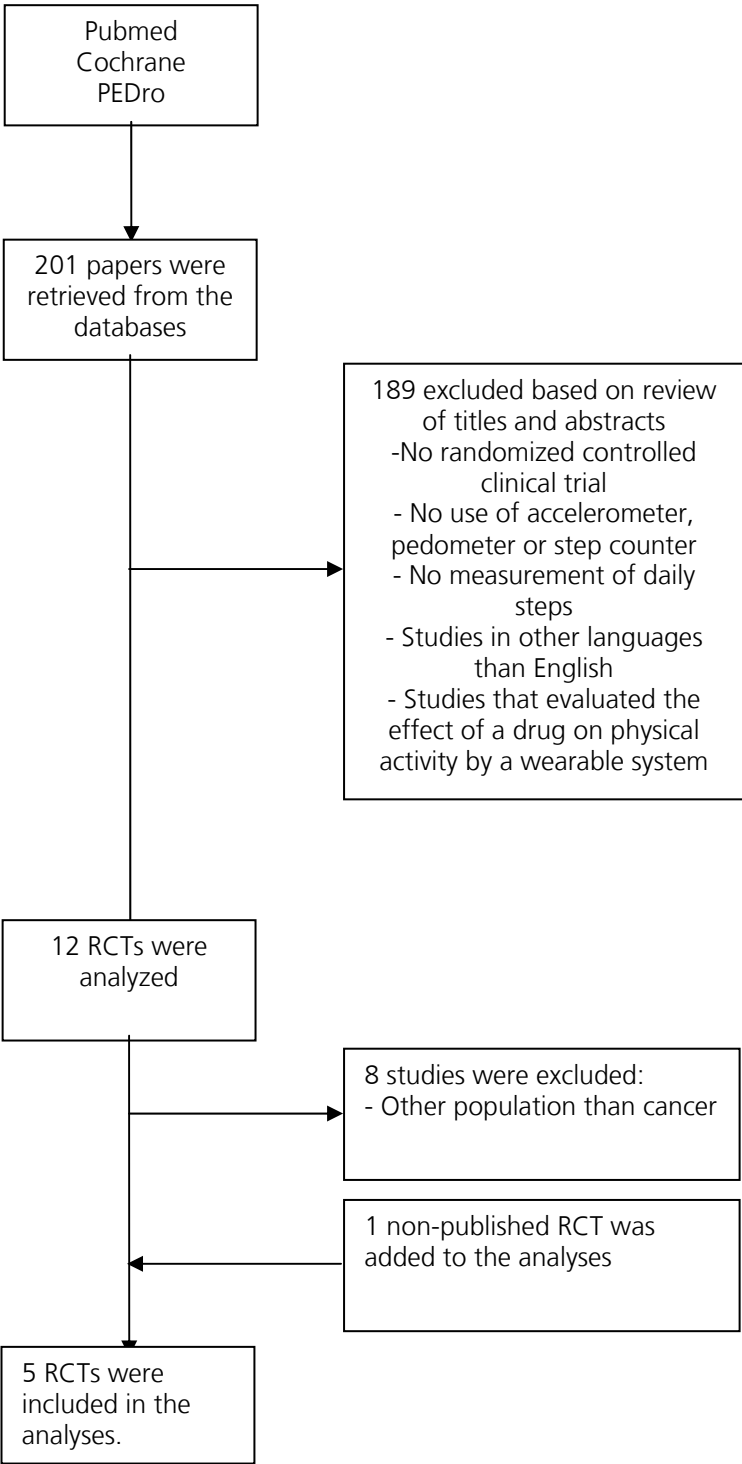 Pubmed
Cochrane
PEDro
201 papers were
retrieved from the
databases
189 excluded based on review
of titles and abstracts
-No randomized controlled
clinical trial
- No use of accelerometer,
pedometer or step counter
- No measurement of daily
steps
- Studies in other languages
than English
- Studies that evaluated the
effect of a drug on physical
activity by a wearable system
12 RCTs were
analyzed
8 studies were excluded:
- Other population than cancer
1 non-published RCT was
added to the analyses
5 RCTs were
included in the
analyses.